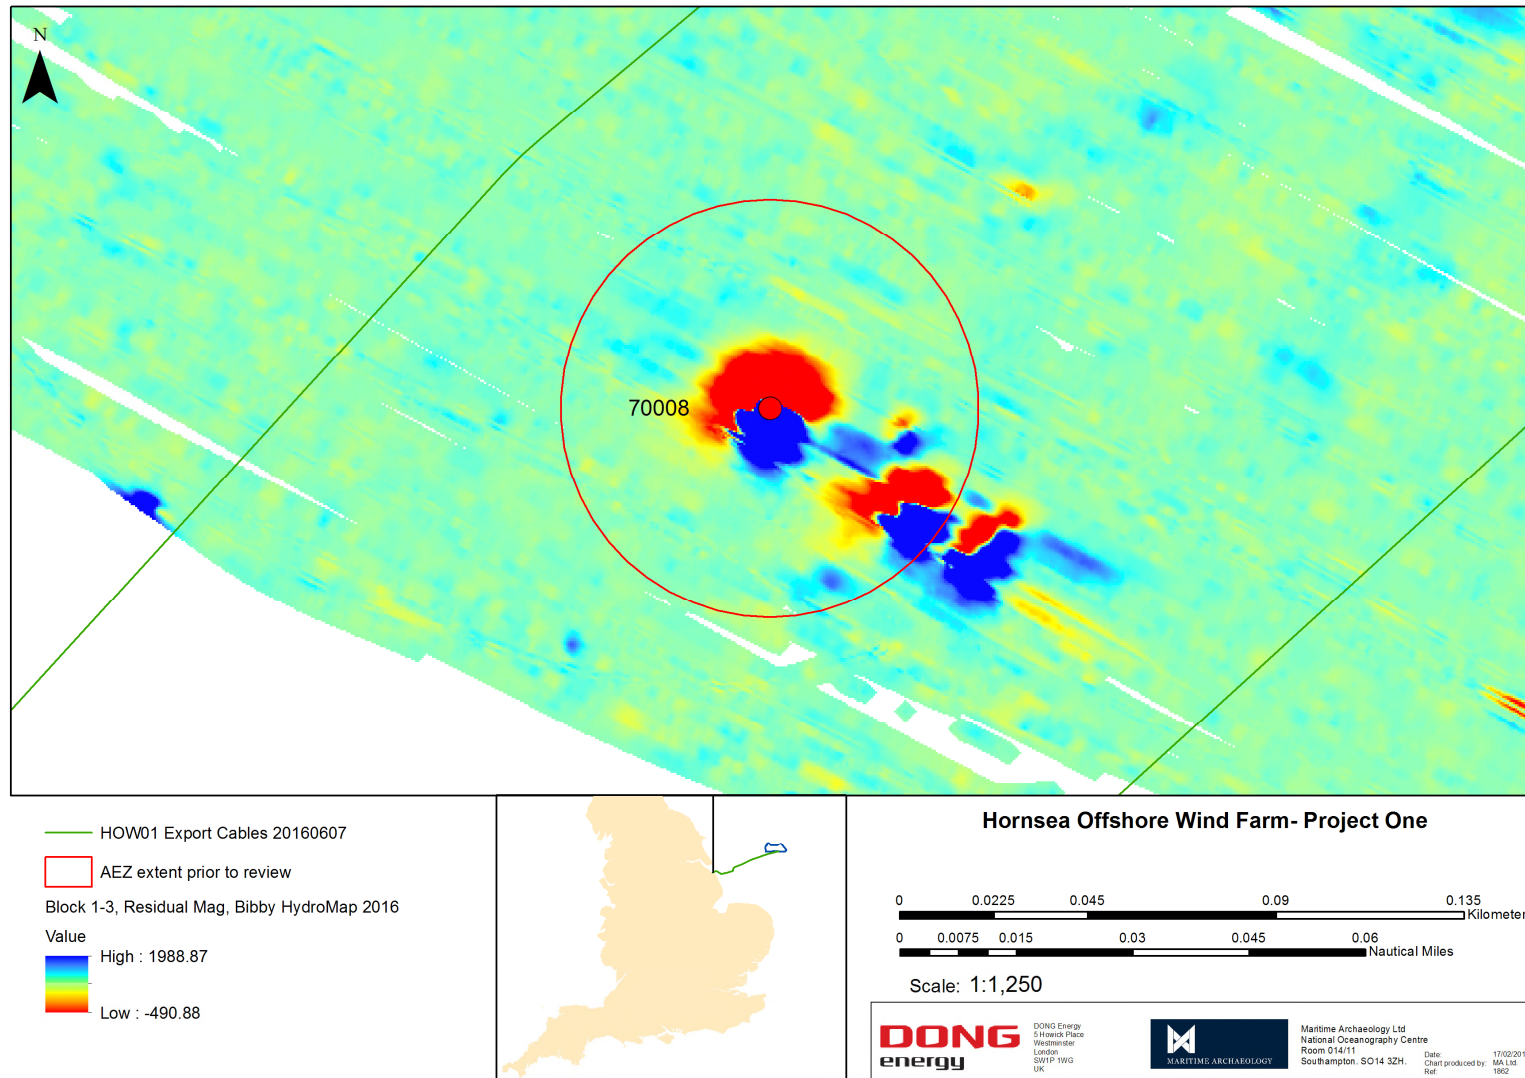 N
70008
HOW01 Export Cables 20160607
AEZ extent prior to review
Block 1-3, Residual Mag, Bibby HydroMap 2016
Value
High : 1988.87
Low : -490.88
Hornsea Offshore Wind Farm- Project One
0 0.0225 0.045 0.09 0.135
Kilometer
0 0.0075 0.015 0.03 0.045 0.06
Nautical Miles
Scale: 1:1,250
DONG
energy
DONG Energy
5 Howick Place
Westminster
London
SW1P 1WG
UK
MARITIME ARCHAEOLOGY
Maritime Archaeology Ltd
National Oceanography Centre
Room 014/11
Southampton. SO14 3ZH.
Date: 17/02/201
Chart produced by: MA Ltd.
Ref: 1862